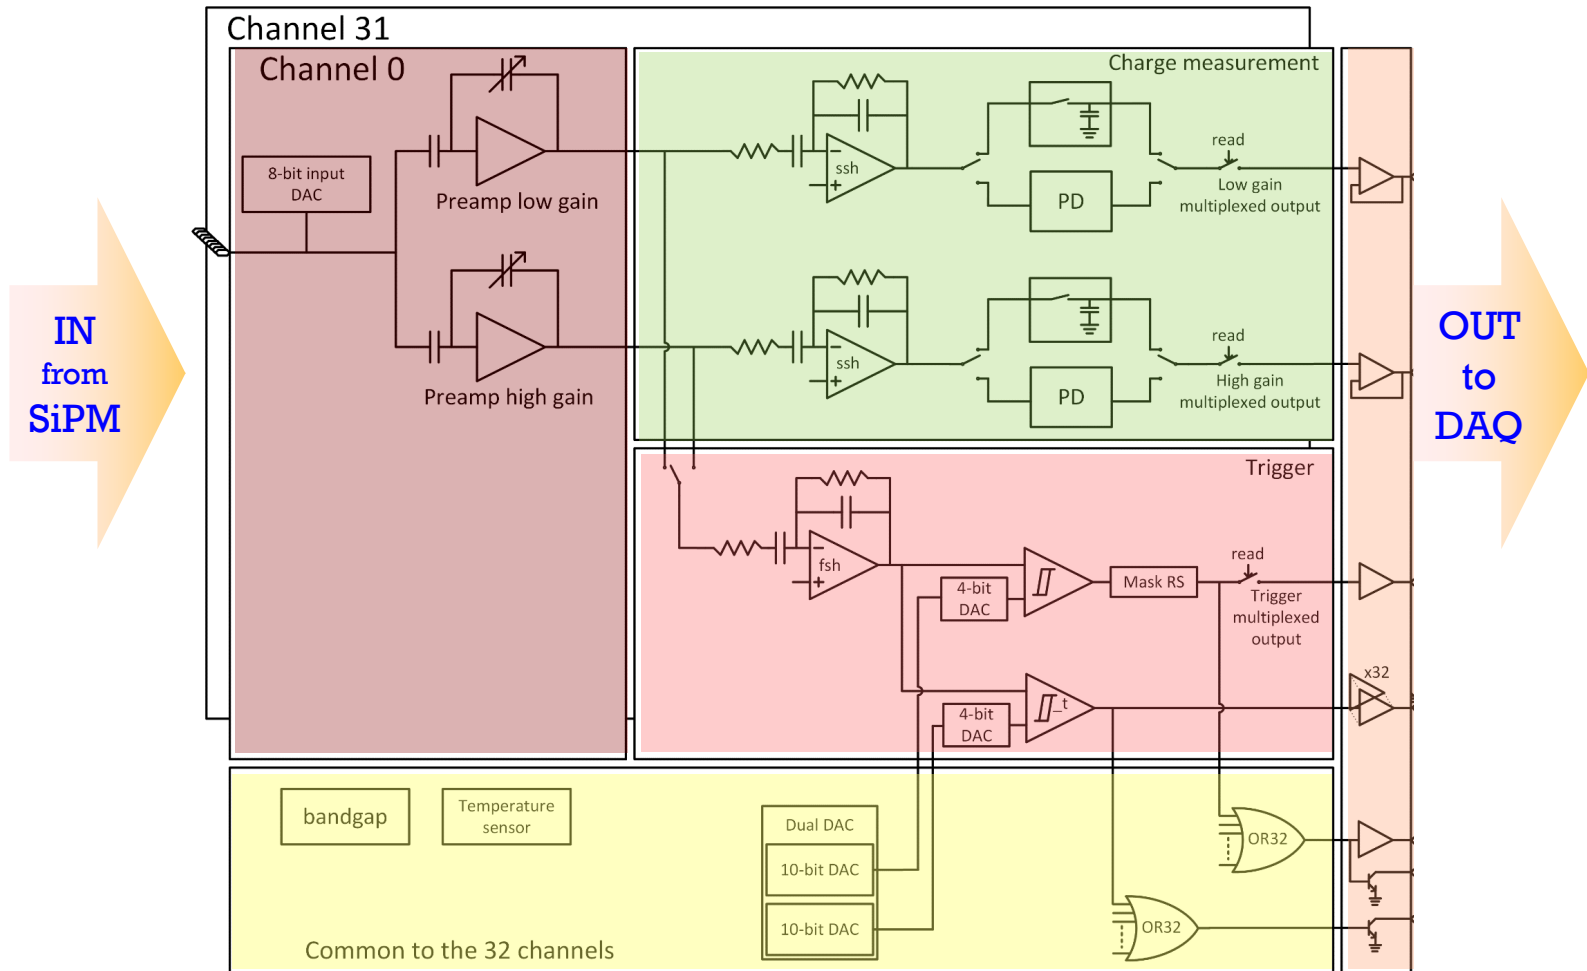 Channel 31
Channel 0
Charge measurement
8-bit input
DAC
Preamp low gain
ssh
PD
read
Low gain
multiplexed output
IN
from
SiPM
Preamp high gain
ssh
PD
read
High gain
multiplexed output
OUT
to
DAQ
Trigger
fsh
4-bit
DAC
Mask RS
read
Trigger
multiplexed
output
4-bit
DAC
_t
x32
bandgap
Temperature
sensor
Dual DAC
10-bit DAC
10-bit DAC
OR32
OR32
Common to the 32 channels